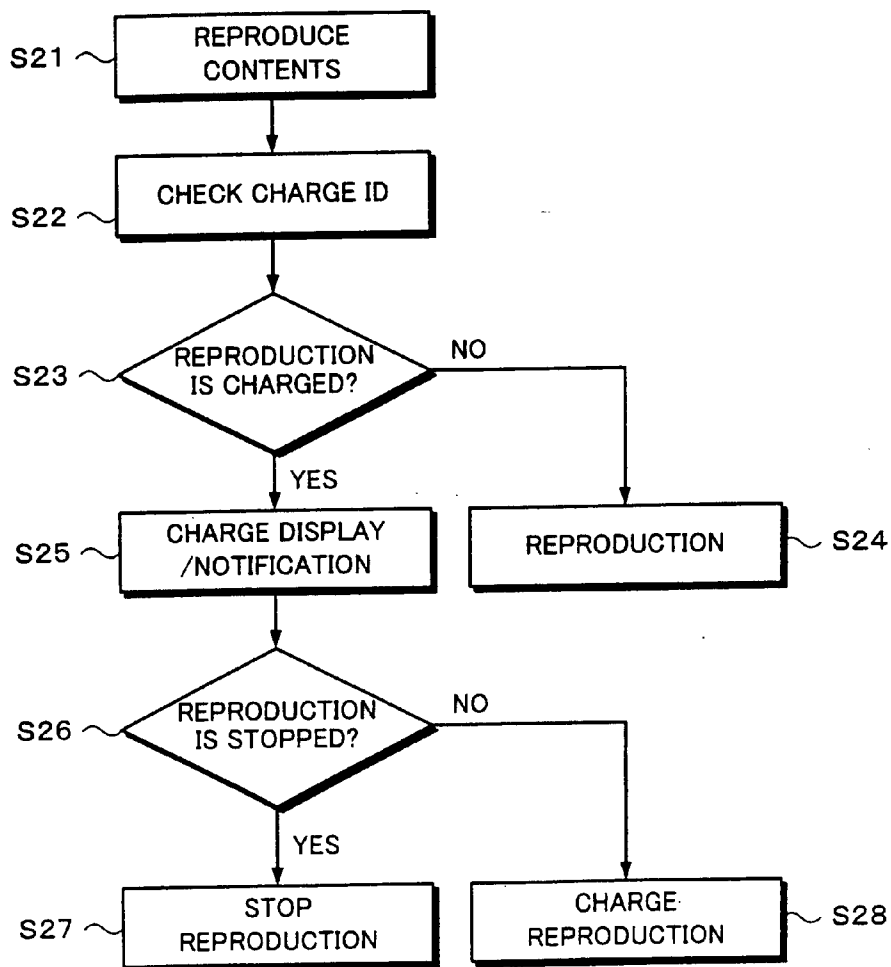 S21
REPRODUCE
CONTENTS
S22
CHECK CHARGE ID
S23
REPRODUCTION
IS CHARGED?
NO
YES
S25
CHARGE DISPLAY
/NOTIFICATION
REPRODUCTION
S24
S26
REPRODUCTION
IS STOPPED?
NO
YES
S27
STOP
REPRODUCTION
CHARGE
REPRODUCTION
S28